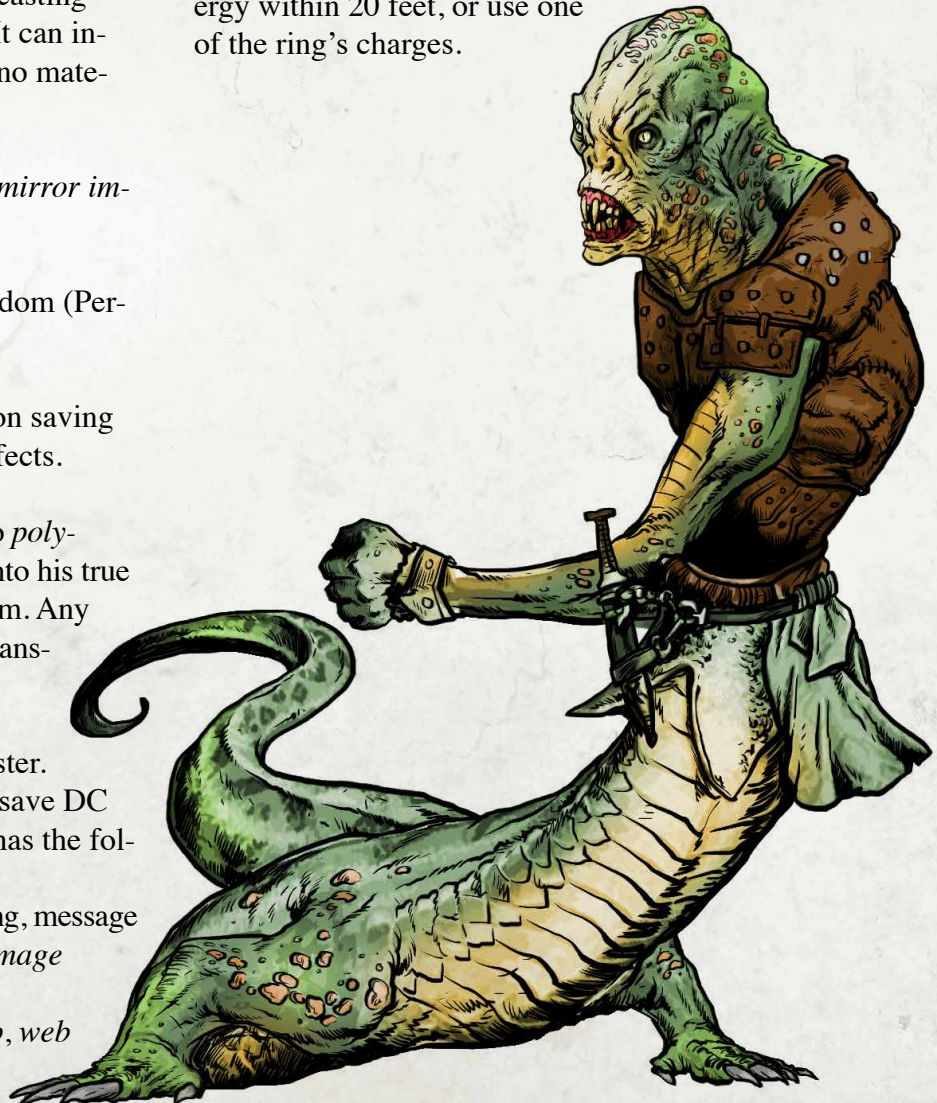 casting
It can in-
no mate-
mirror im-
dom (Per-
on saving
fects.
poly-
nto his true
m. Any
ans-
ster.
save DC
has the fol-
ng, message
mage
, web
ergy within 20 feet, or use one
of the ring’s charges.